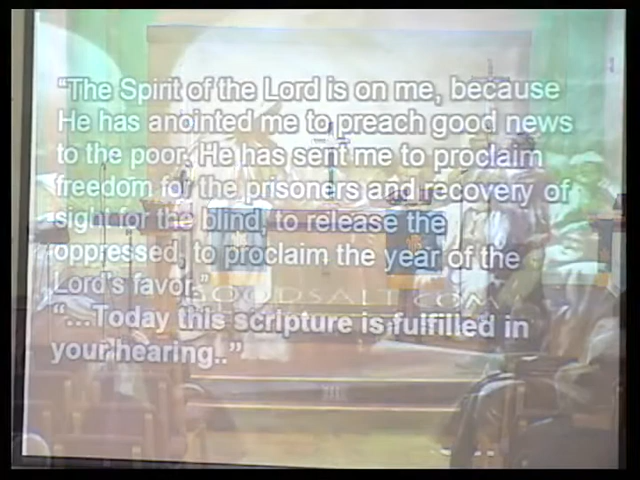 "The Spirit of the Lord is on me, because
He has anointed me to preach good news
to the poor. He has sent me to proclaim
freedom for the prisoners and recovery of
sight for the blind, to release the
oppressed, to proclaim the year of the
Lord's favor."
GOODSALT.COM
"...Today this scripture is fulfilled in
your hearing.."